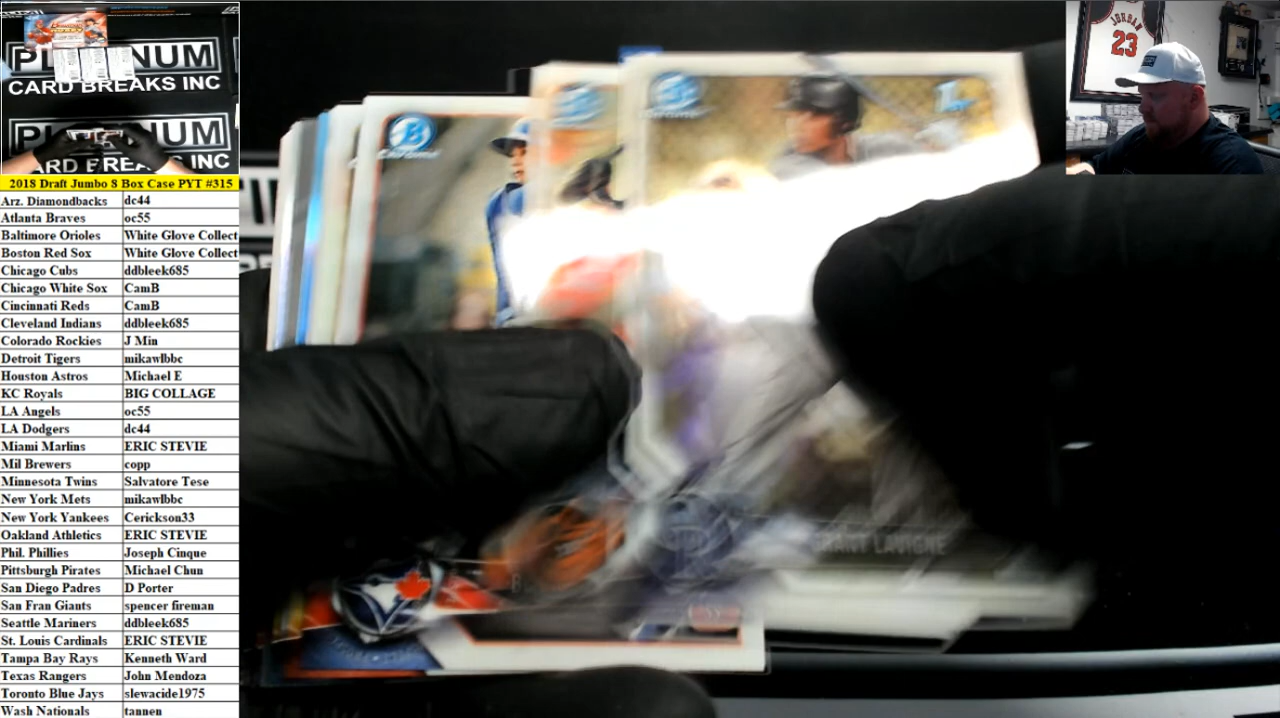 PLATINUM
CARD BREAKS INC
PLATINUM
CARD BREAKS INC
JORDAN
23
2018 Draft Jumbo 8 Box Case PYT #315
Arz. Diamondbacks dc44
Atlanta Braves oc55
Baltimore Orioles White Glove Collect
Boston Red Sox White Glove Collect
Chicago Cubs ddbleek685
Chicago White Sox CamB
Cincinnati Reds CamB
Cleveland Indians ddbleek685
Colorado Rockies J Min
Detroit Tigers mikawlbbc
Houston Astros Michael E
KC Royals BIG COLLAGE
LA Angels oc55
LA Dodgers dc44
Miami Marlins ERIC STEVIE
Mil Brewers copp
Minnesota Twins Salvatore Tese
New York Mets mikawlbbc
New York Yankees Cerickson33
Oakland Athletics ERIC STEVIE
Phil. Phillies Joseph Cinque
Pittsburgh Pirates Michael Chun
San Diego Padres D Porter
San Fran Giants spencer fireman
Seattle Mariners ddbleek685
St. Louis Cardinals ERIC STEVIE
Tampa Bay Rays Kenneth Ward
Texas Rangers John Mendoza
Toronto Blue Jays slewacide1975
Wash Nationals tannen
B
CHROME
B
CHROME
1st
GRANT LAVIGNE